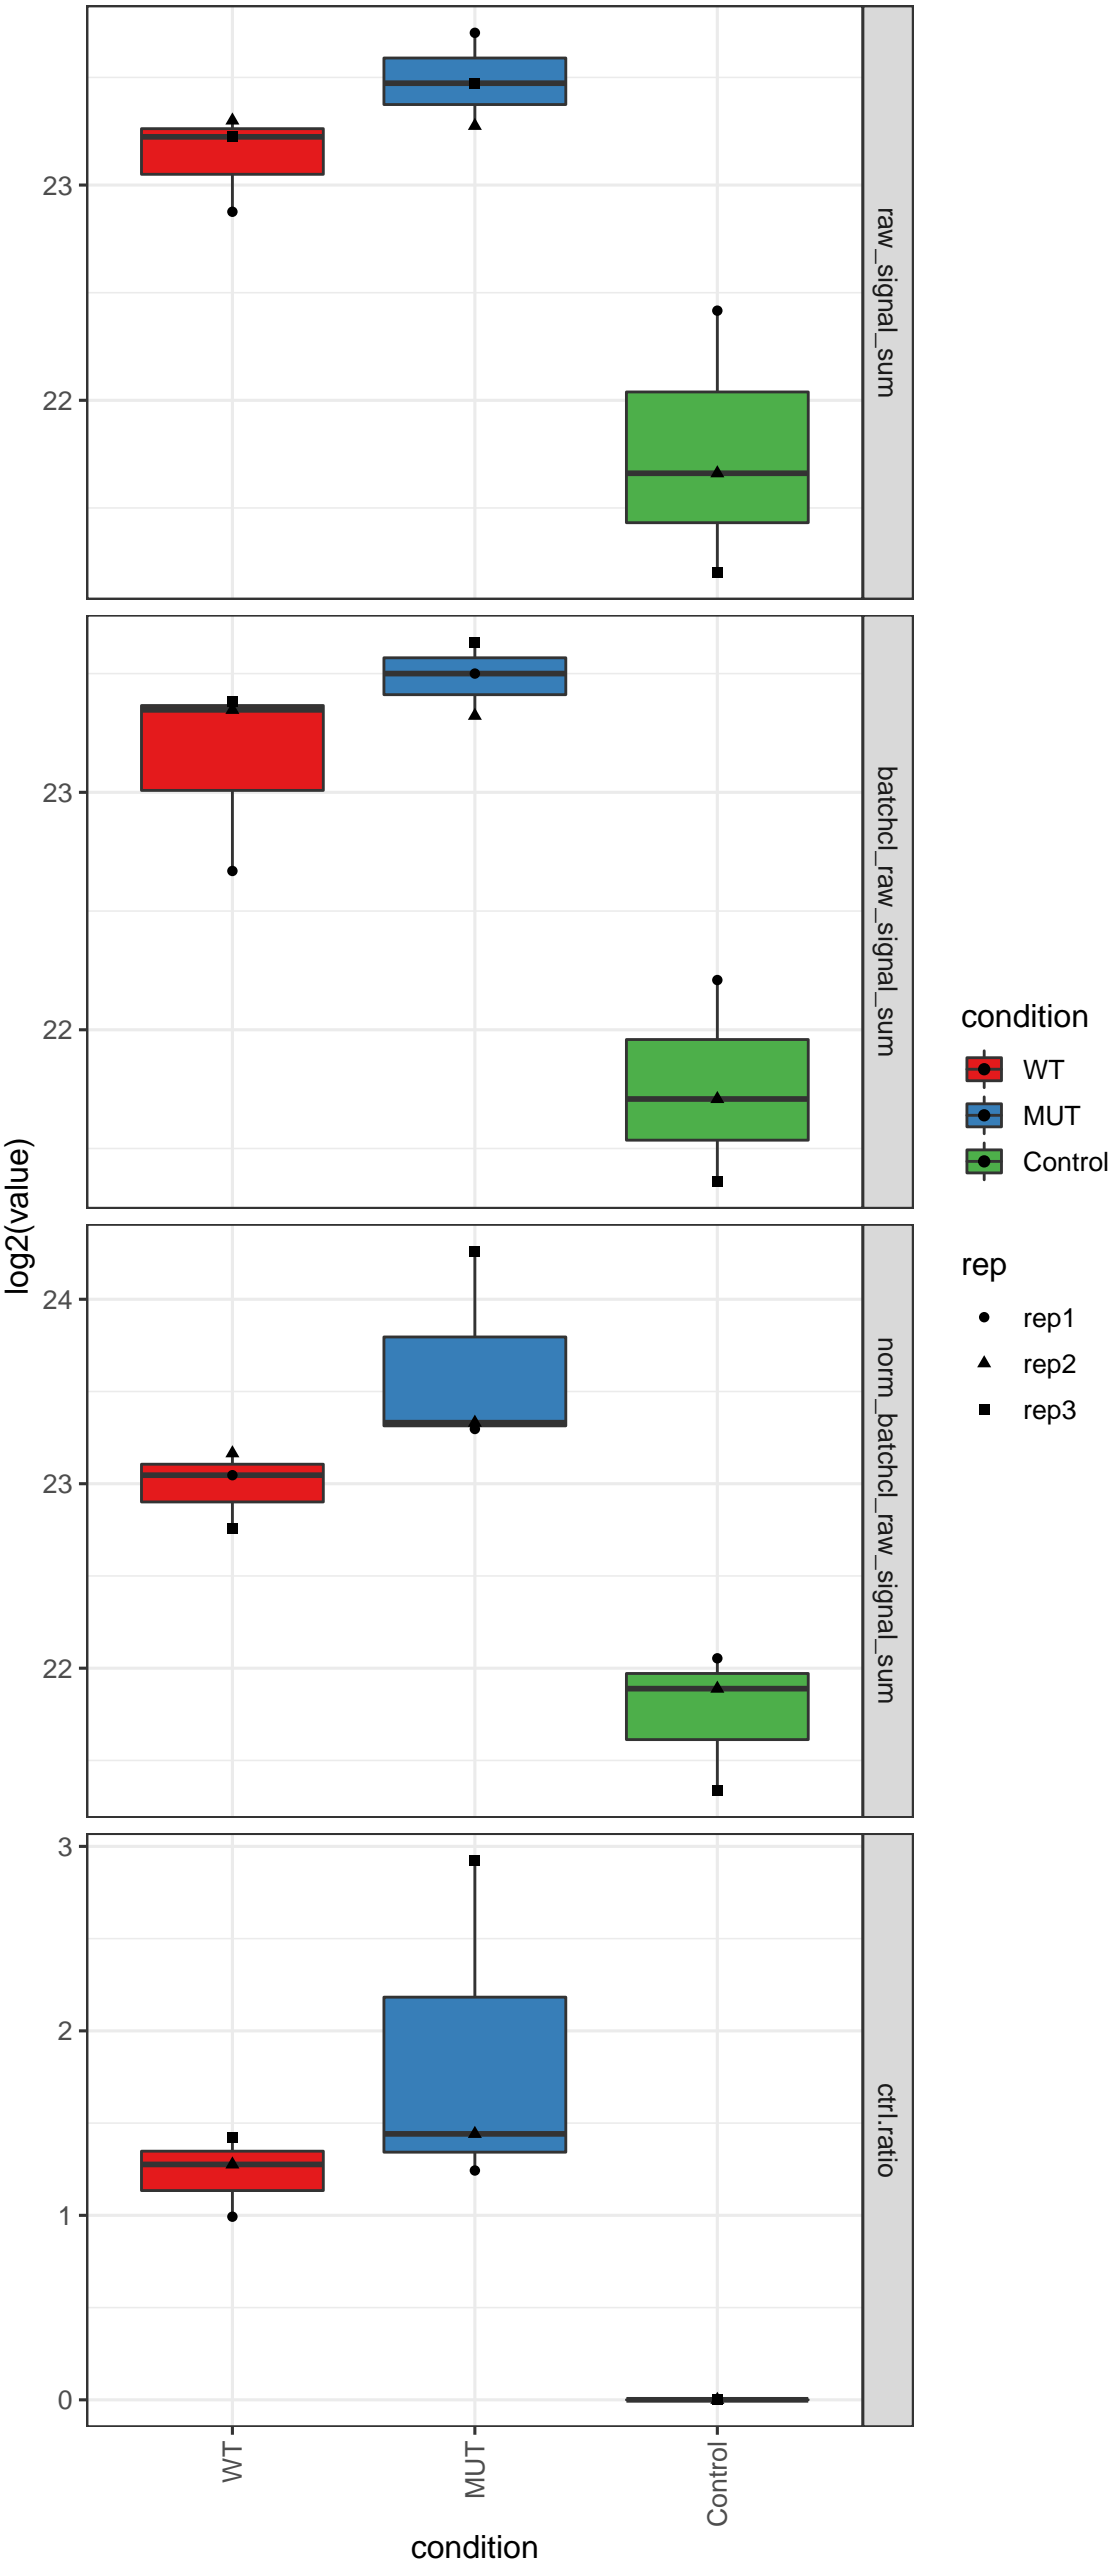 log2(value)
23
22
raw_signal_sum
23
22
batchcl_raw_signal_sum
24
23
22
norm_batchcl_raw_signal_sum
3
2
1
0
ctrl.ratio
WT
MUT
Control
condition
condition
WT
MUT
Control
rep
rep1
rep2
rep3